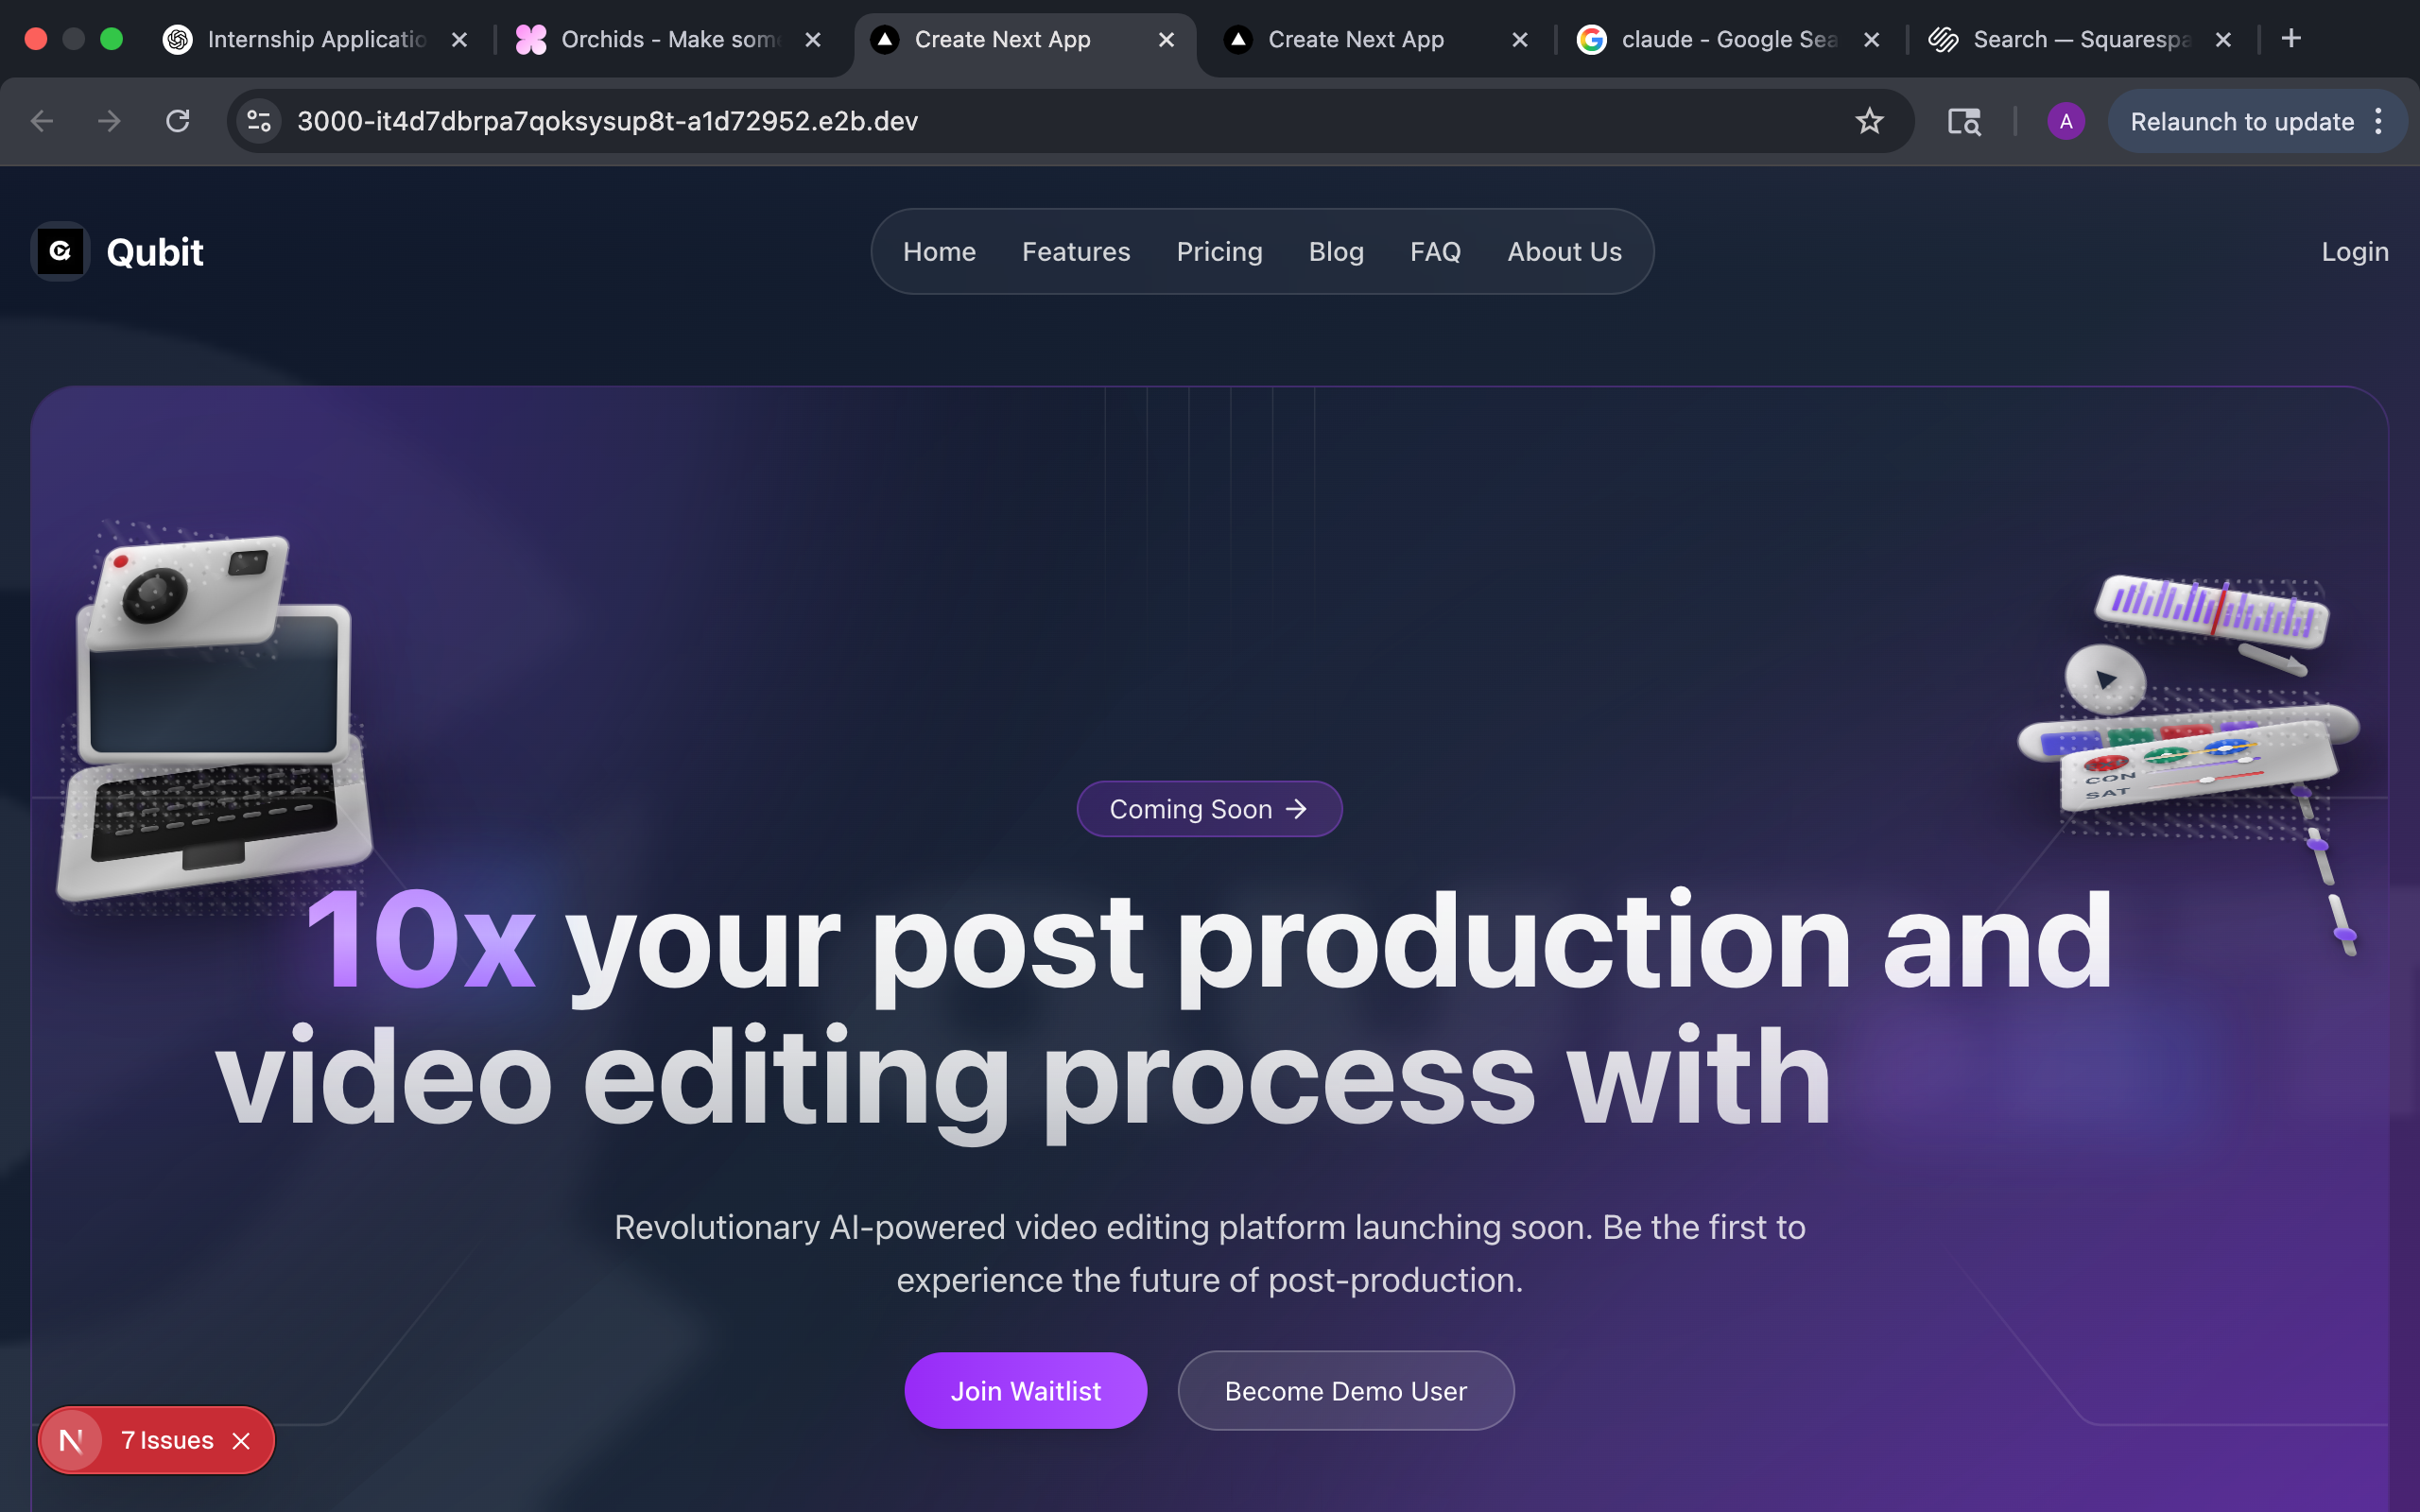 Internship Applicatio
Orchids - Make som
Create Next App
Create Next App
claude - Google Sea
Search — Squarespa
3000-it4d7dbrpa7qoksysup8t-a1d72952.e2b.dev
A
Relaunch to update
Qubit
Home
Features
Pricing
Blog
FAQ
About Us
Login
CON
SAT
Coming Soon →
10x your post production and
video editing process with
Revolutionary AI-powered video editing platform launching soon. Be the first to
experience the future of post-production.
Join Waitlist
Become Demo User
N
7 Issues